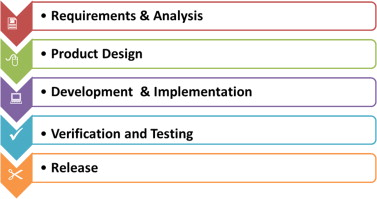 • Requirements & Analysis
• Product Design
• Development & Implementation
• Verification and Testing
• Release